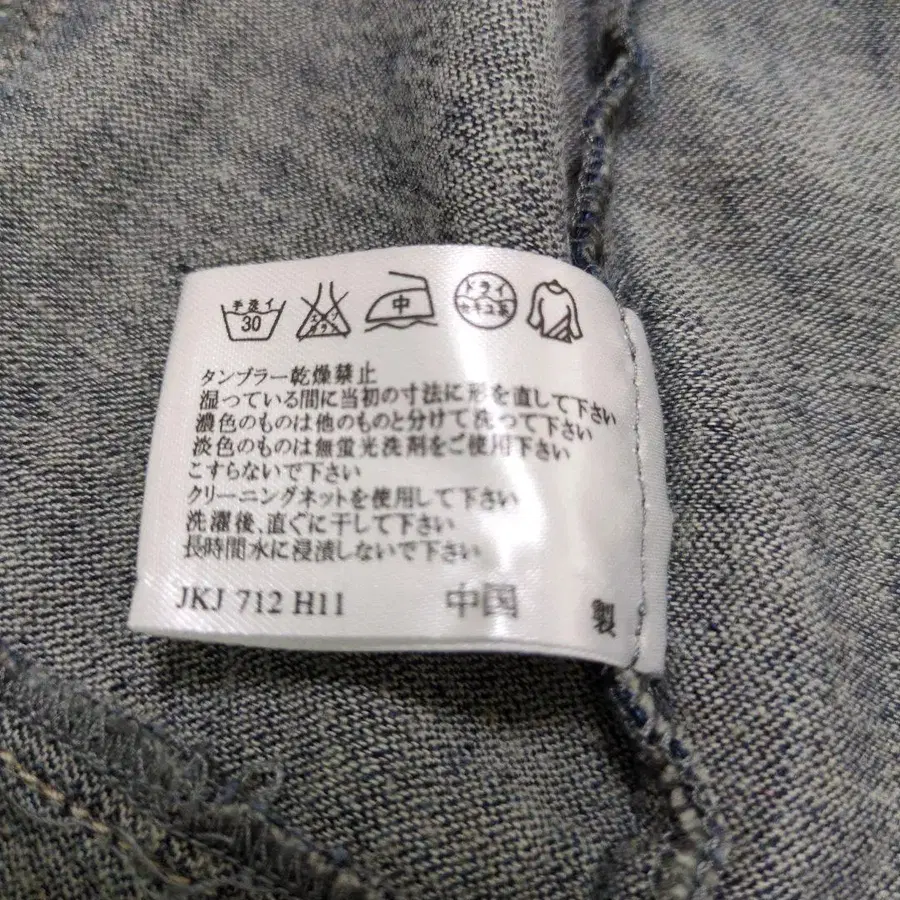 手洗イ
30
エンソ
サラシ
中
ドライ
セキユ系
タンブラー乾燥禁止
湿っている間に当初の寸法に形を直して下さい
濃色のものは他のものと分けて洗って下さい
淡色のものは無蛍光洗剤をご使用下さい
こすらないで下さい
クリーニングネットを使用して下さい
洗濯後、直ぐに干して下さい
長時間水に浸漬しないで下さい
JKJ 712 H11 中国 製